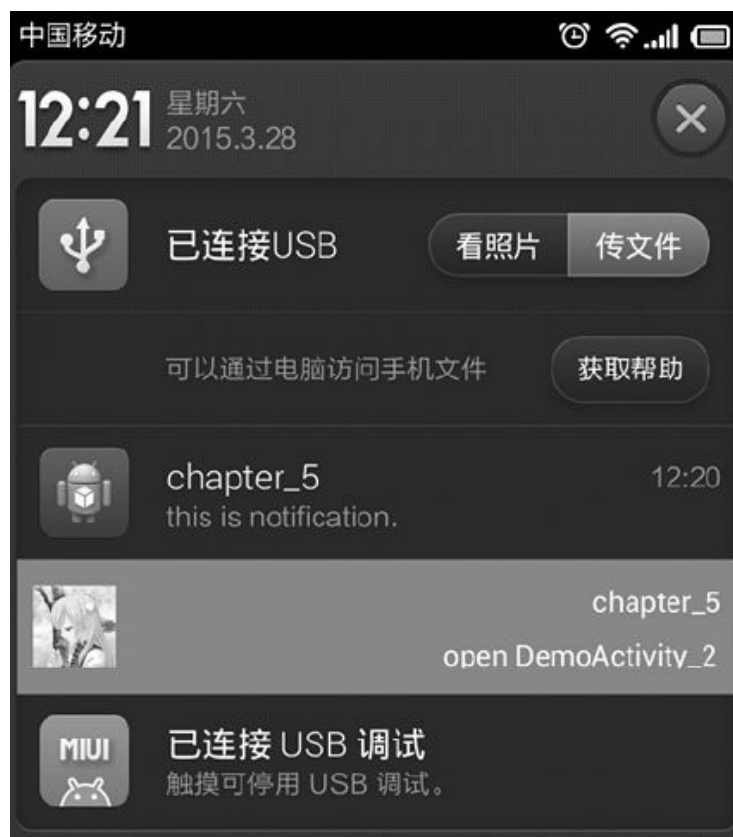 中国移动
12:21 星期六
2015.3.28
已连接USB 看照片 传文件
可以通过电脑访问手机文件 获取帮助
chapter_5 12:20
this is notification.
chapter_5
open DemoActivity_2
MIUI 已连接 USB 调试
触摸可停用 USB 调试。